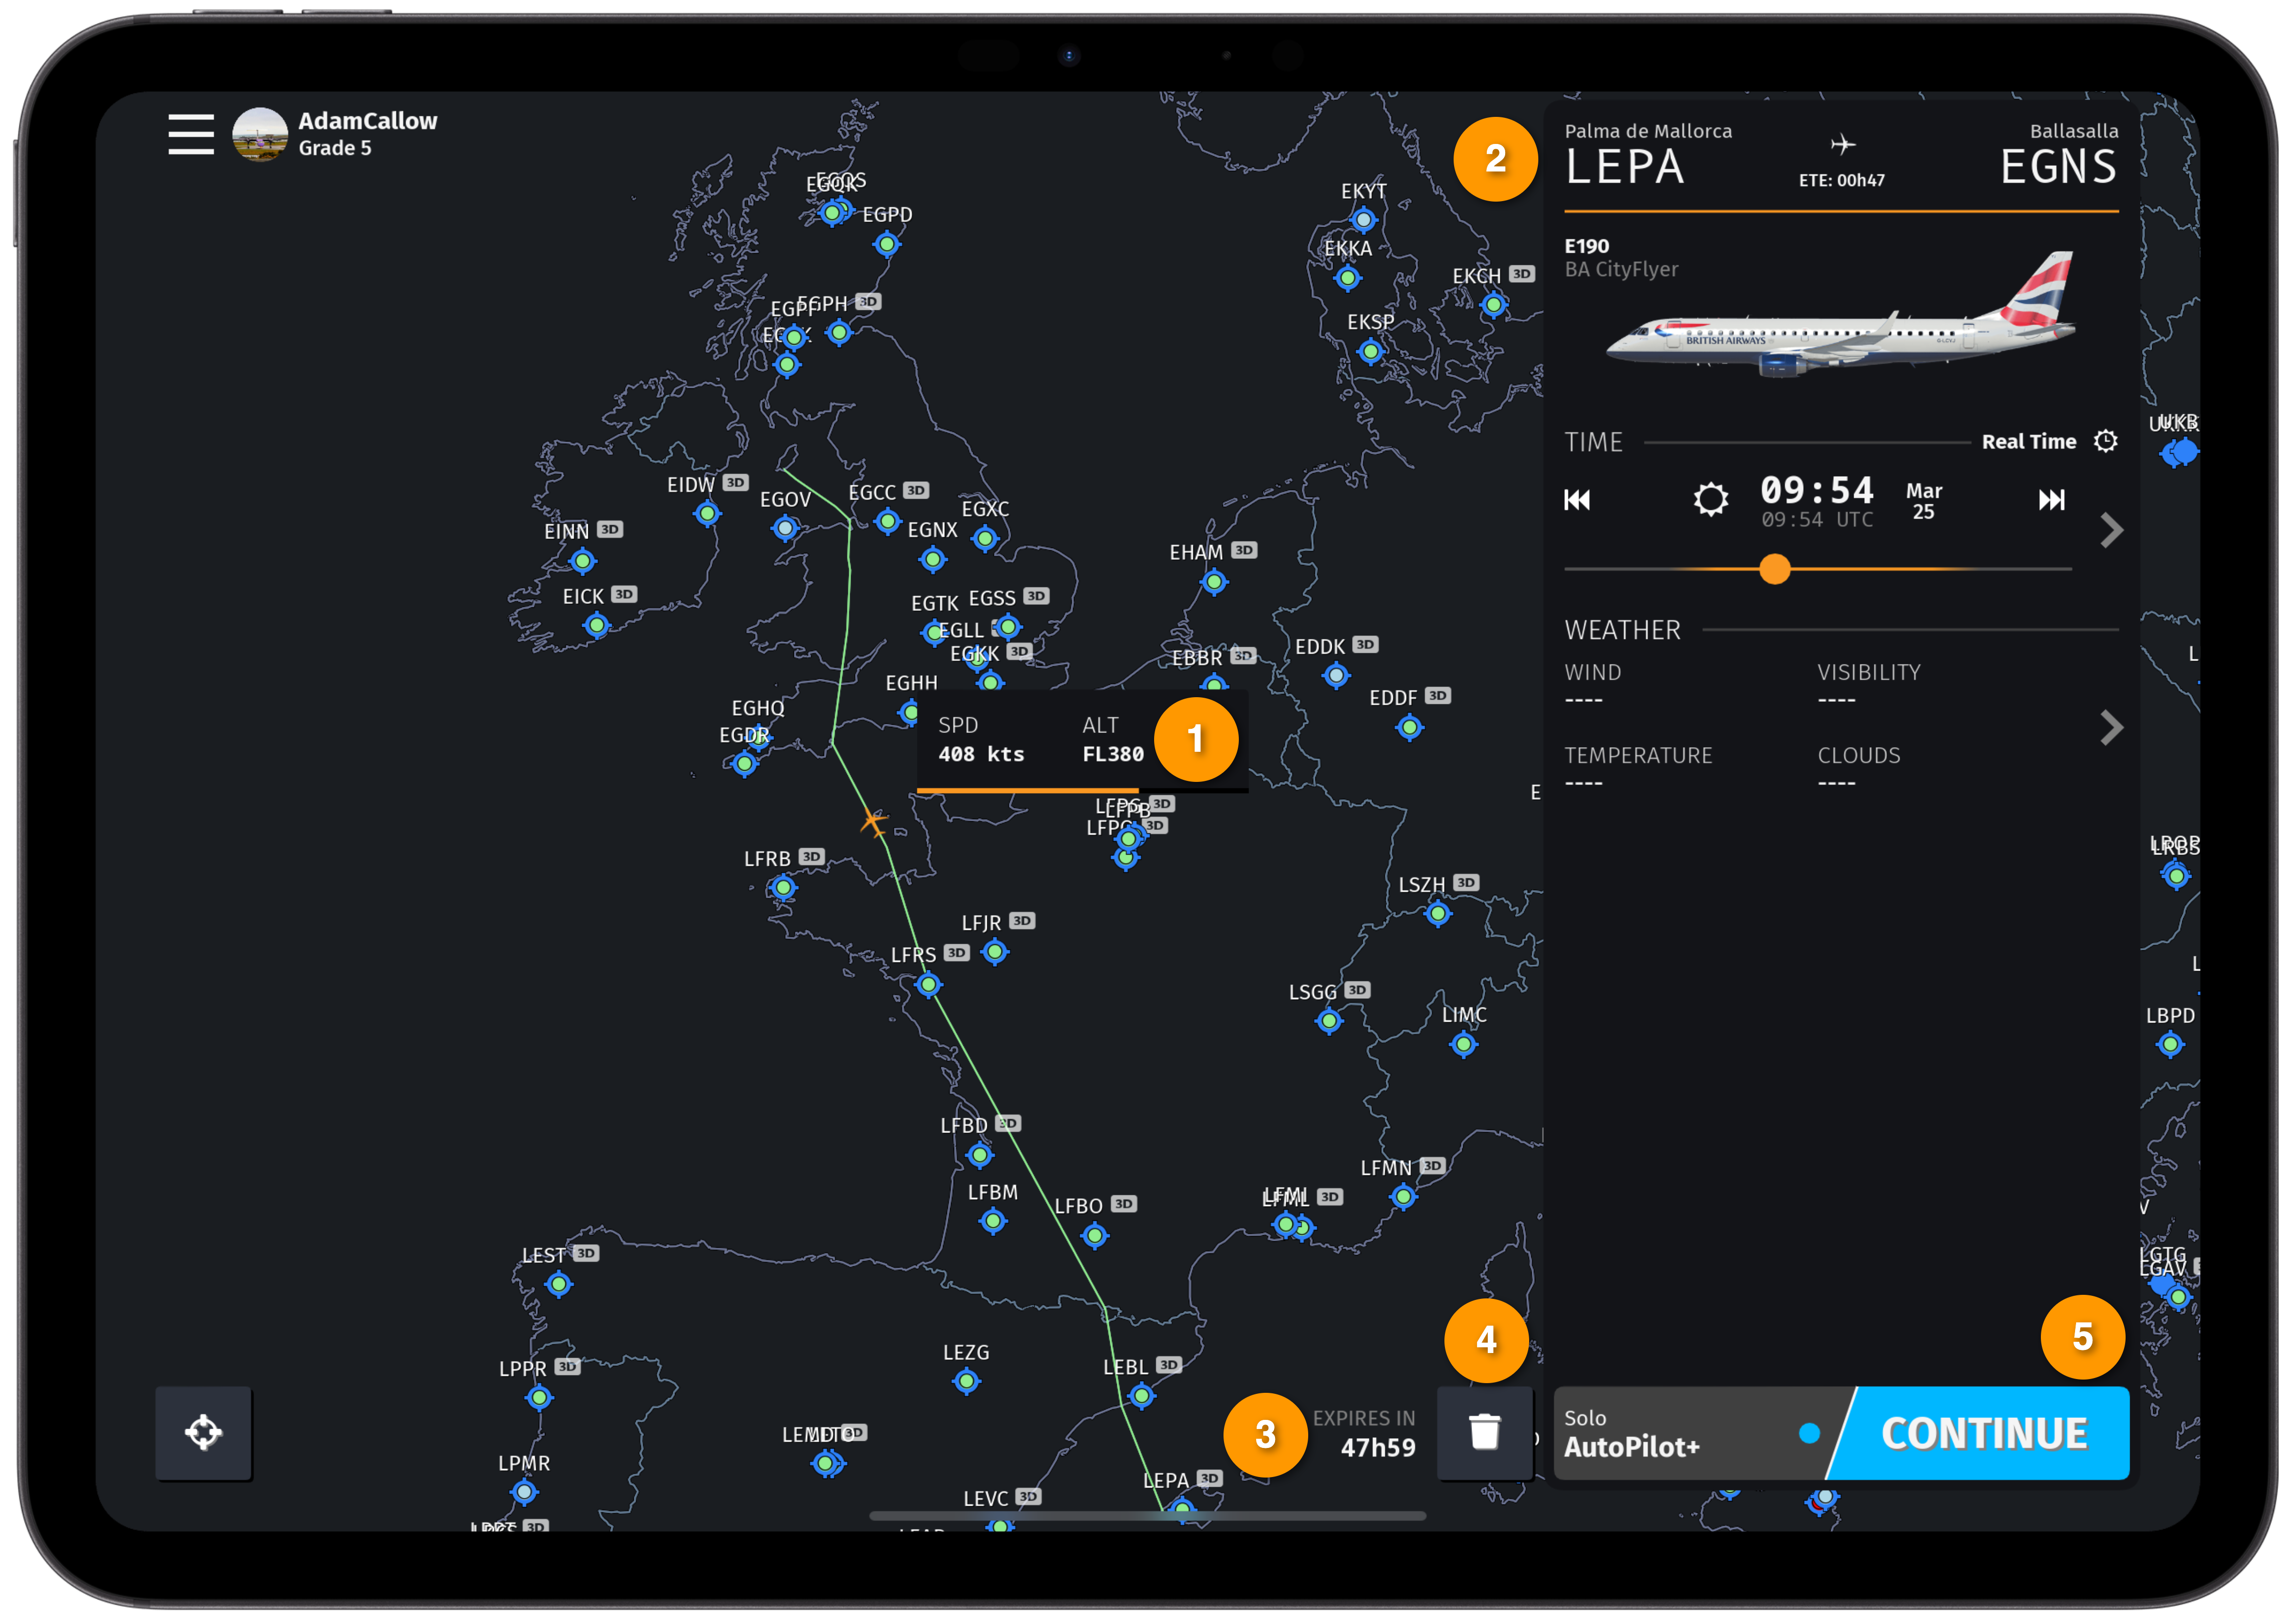 AdamCallow
Grade 5
EGQK
EGPD
EGPH 3D
EGPF
EKYT
EKKA
EKCH 3D
EKSP
EIDW 3D
EGOV
EGCC 3D
EGXC
EGNX
EINN 3D
EICK 3D
EHAM 3D
EGTK
EGSS 3D
EGLL
EGKK 3D
EBBR 3D
EDDK 3D
EGHH
EDDF 3D
EGHQ
EGDR
SPD
408 kts
ALT
FL380
1
3D
LFPB
3D
LFRB 3D
LSZH 3D
LFJR 3D
LFRS 3D
LSGG 3D
LIMC
LFBD 3D
LFMN 3D
LFBM
LFBO 3D
LFML 3D
LEST 3D
LEZG
LEBL 3D
LPPR 3D
3D
LPMR
LEPA 3D
LEVC 3D
3D
2
Palma de Mallorca
LEPA
ETE: 00h47
Ballasalla
EGNS
E190
BA CityFlyer
BRITISH AIRWAYS
TIME
Real Time
09:54
09:54 UTC
Mar
25
WEATHER
WIND
----
VISIBILITY
----
TEMPERATURE
----
CLOUDS
----
LBPD
LGTG
LGAV
3
EXPIRES IN
47h59
4
5
Solo
AutoPilot+
CONTINUE